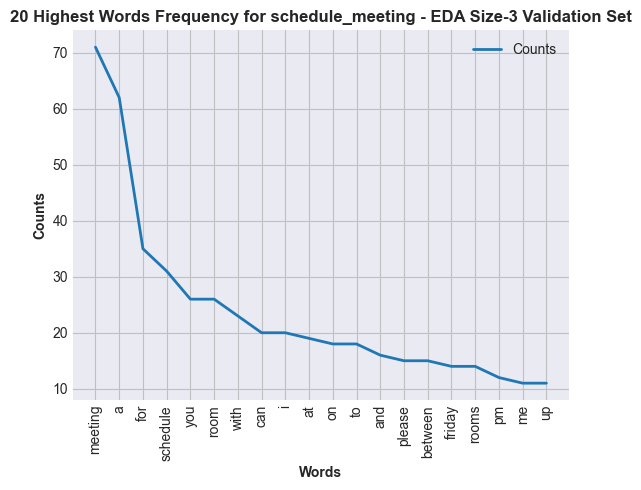 20 Highest Words Frequency for schedule_meeting - EDA Size-3 Validation Set
Counts
70
60
50
40
30
20
10
Counts
meeting
a
for
schedule
you
room
with
can
i
at
on
to
and
please
between
friday
rooms
pm
me
up
Words